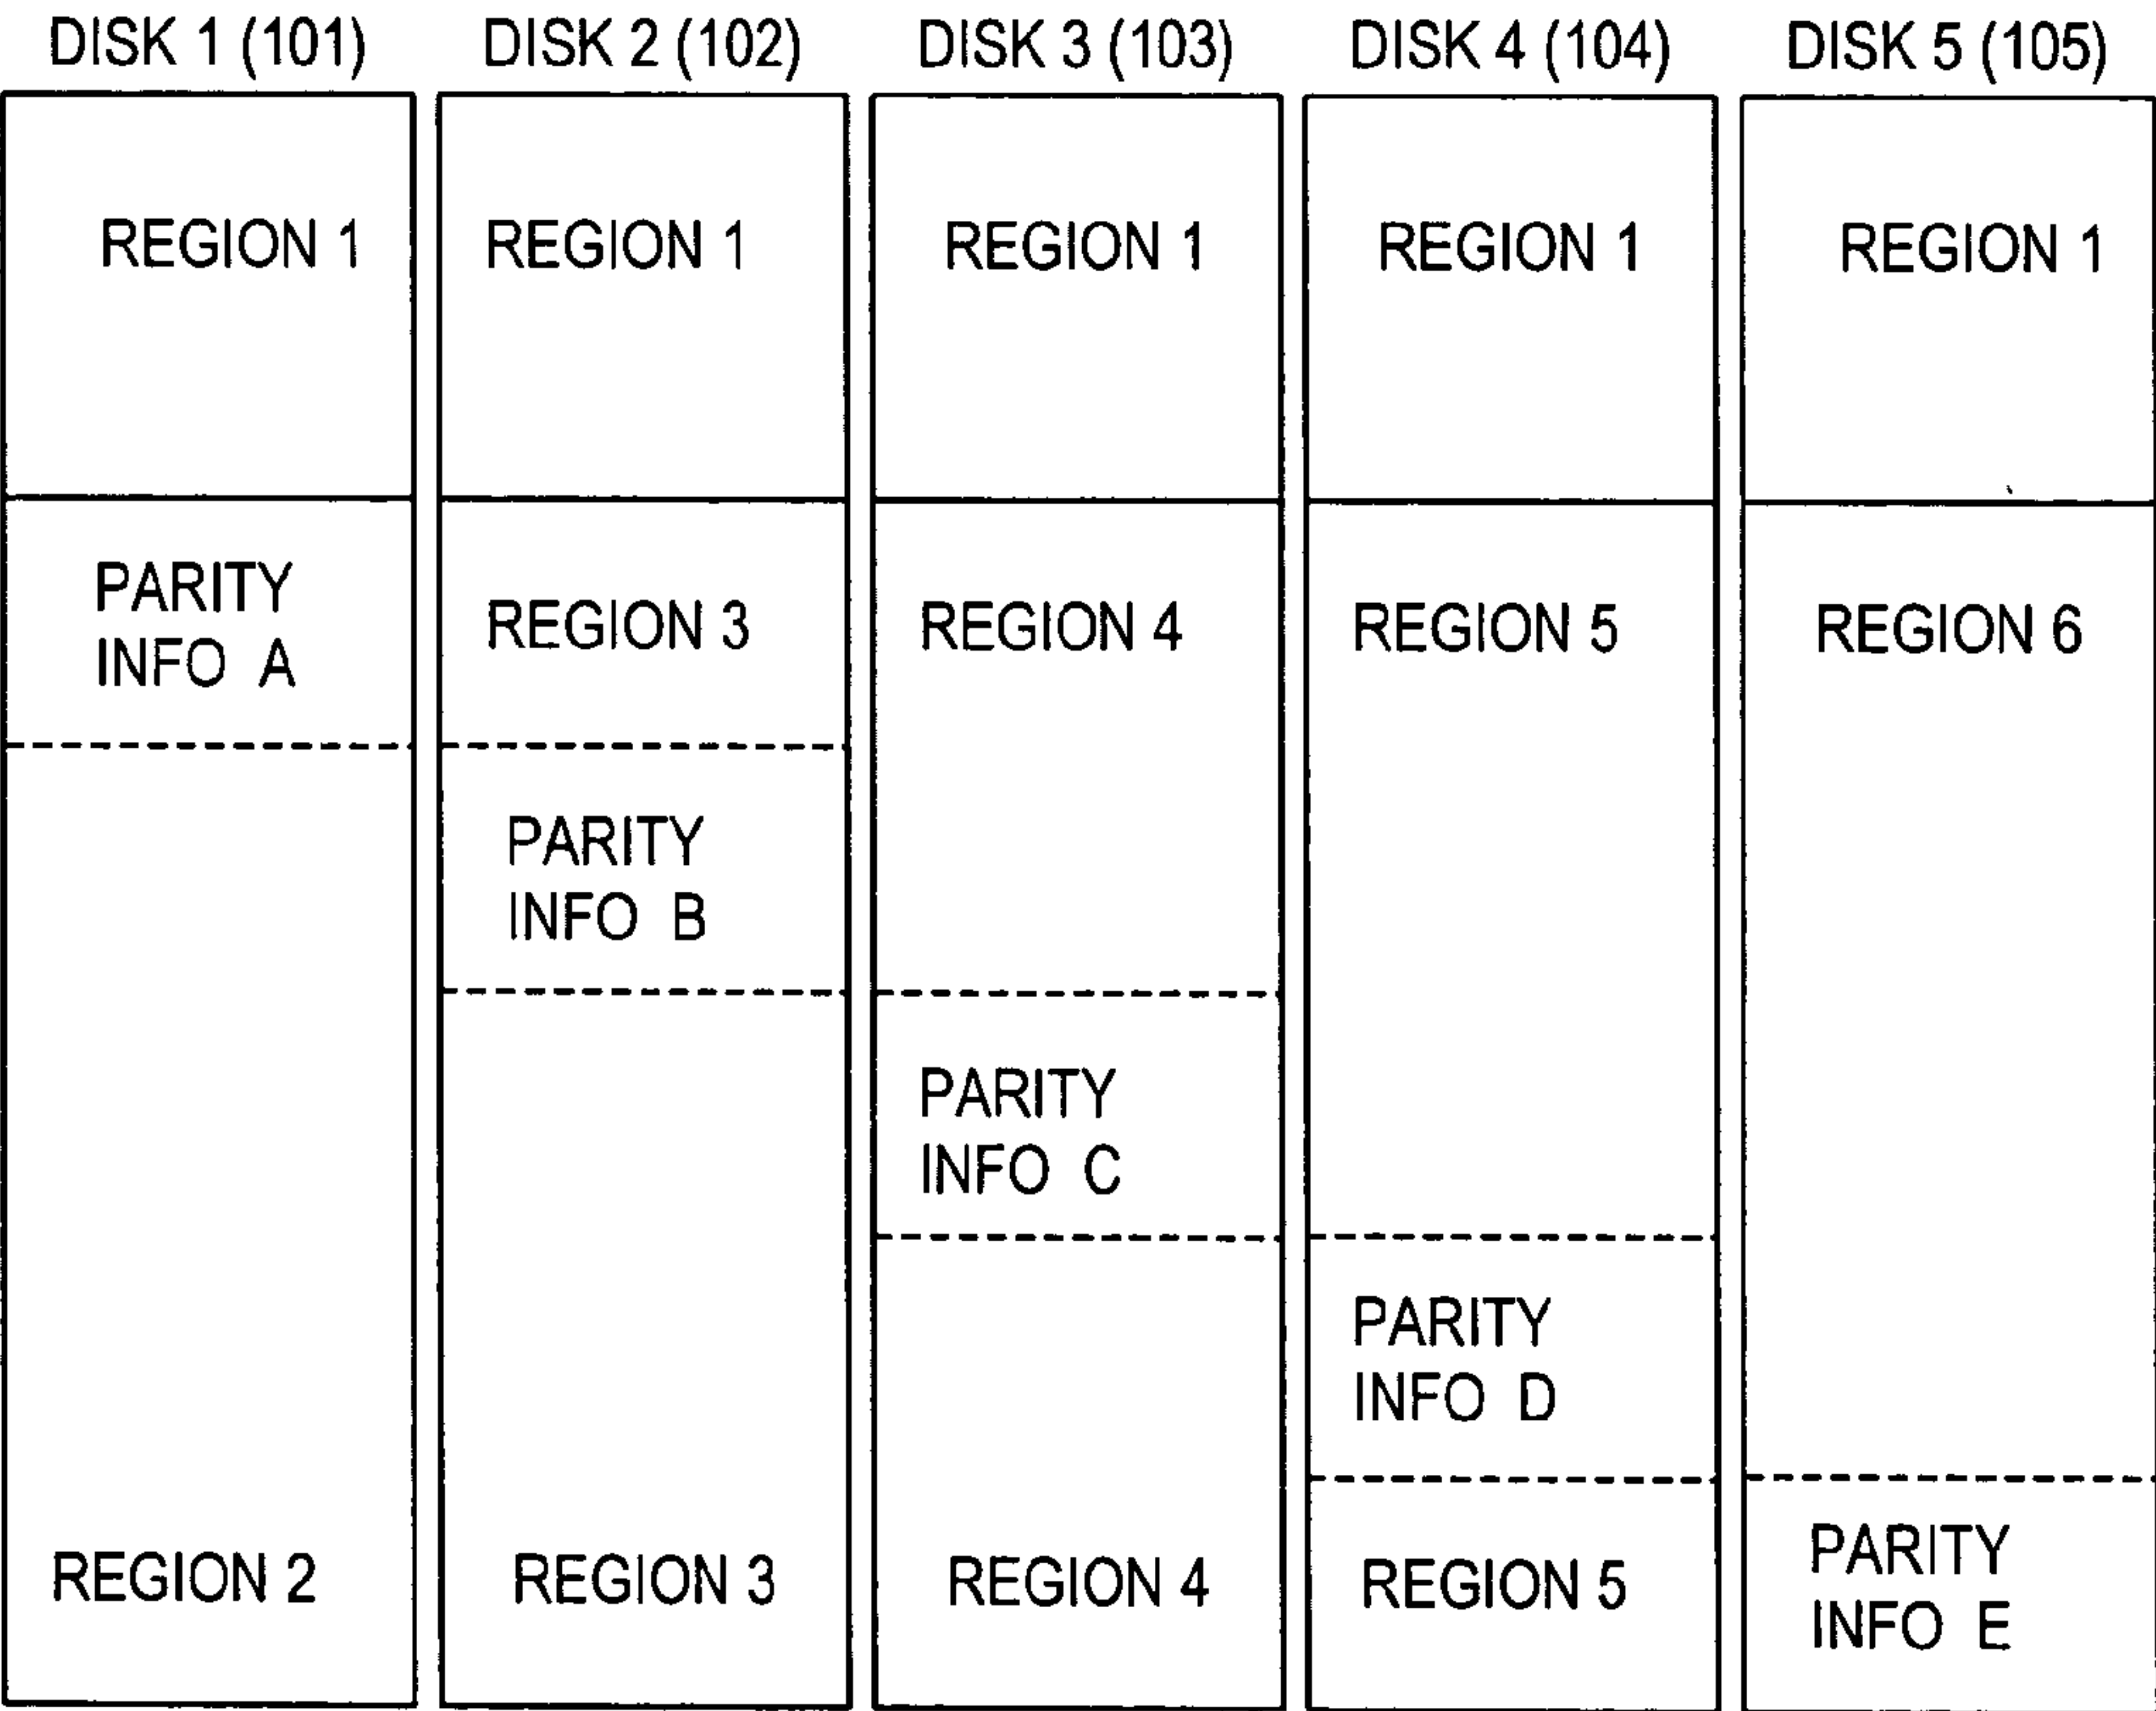 DISK 1 (101) DISK 2 (102) DISK 3 (103) DISK 4 (104) DISK 5 (105)
REGION 1 REGION 1 REGION 1 REGION 1 REGION 1
PARITY
INFO A
REGION 3 REGION 4 REGION 5 REGION 6
PARITY
INFO B
PARITY
INFO C
PARITY
INFO D
REGION 2 REGION 3 REGION 4 REGION 5
PARITY
INFO E